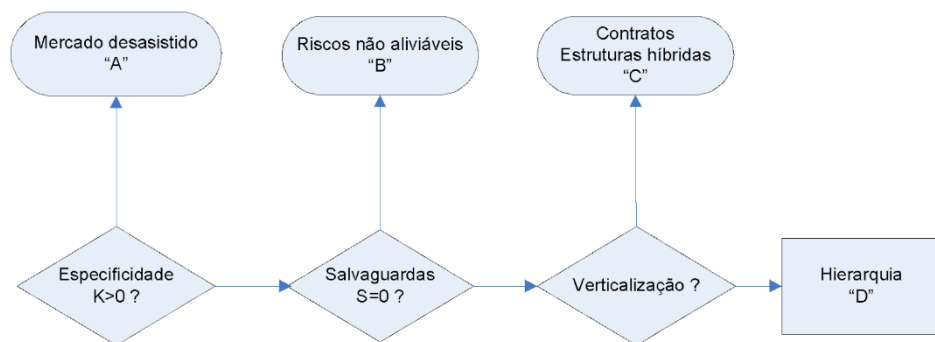 Mercado desasistido
“A”
Riscos não aliviáveis
“B”
Contratos
Estruturas híbridas
“C”
Especificidade
K>0 ?
Salvaguardas
S=0 ?
Verticalização ?
Hierarquia
“D”